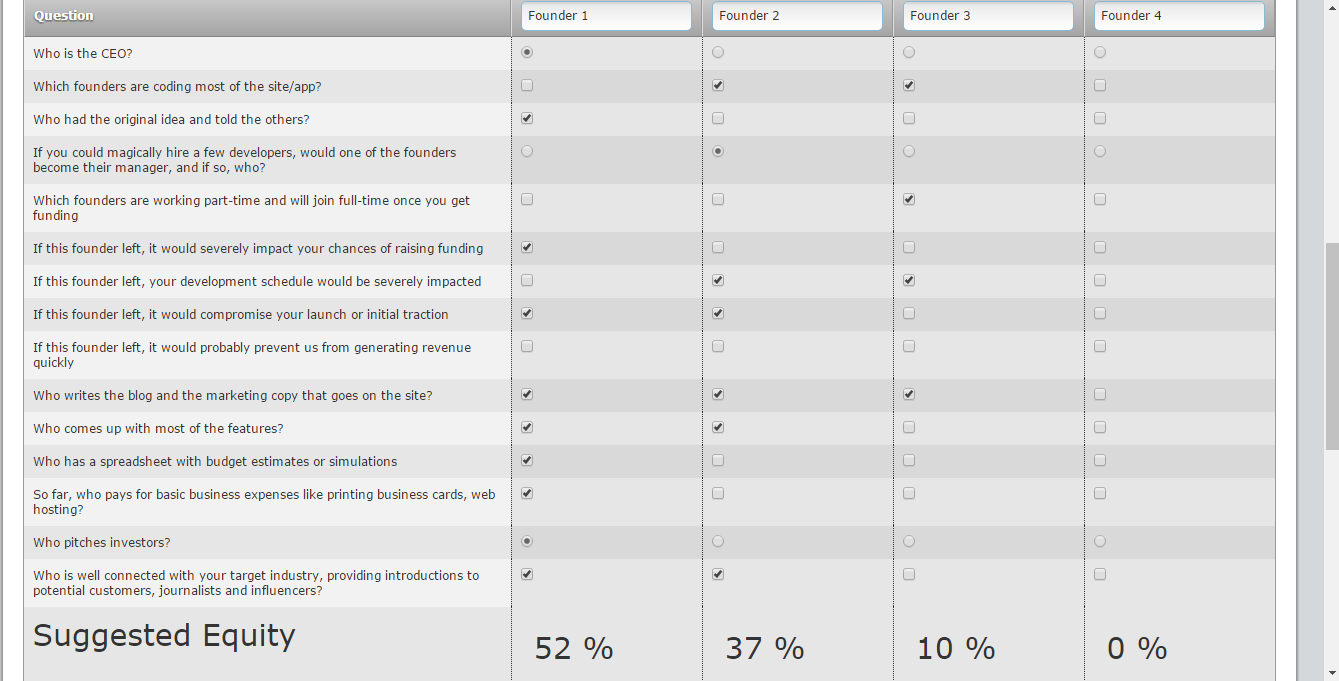 Question Founder 1 Founder 2 Founder 3 Founder 4
Who is the CEO?
Which founders are coding most of the site/app?
Who had the original idea and told the others?
If you could magically hire a few developers, would one of the founders
become their manager, and if so, who?
Which founders are working part-time and will join full-time once you get
funding
If this founder left, it would severely impact your chances of raising funding
If this founder left, your development schedule would be severely impacted
If this founder left, it would compromise your launch or initial traction
If this founder left, it would probably prevent us from generating revenue
quickly
Who writes the blog and the marketing copy that goes on the site?
Who comes up with most of the features?
Who has a spreadsheet with budget estimates or simulations
So far, who pays for basic business expenses like printing business cards, web
hosting?
Who pitches investors?
Who is well connected with your target industry, providing introductions to
potential customers, journalists and influencers?
Suggested Equity 52 % 37 % 10 % 0 %